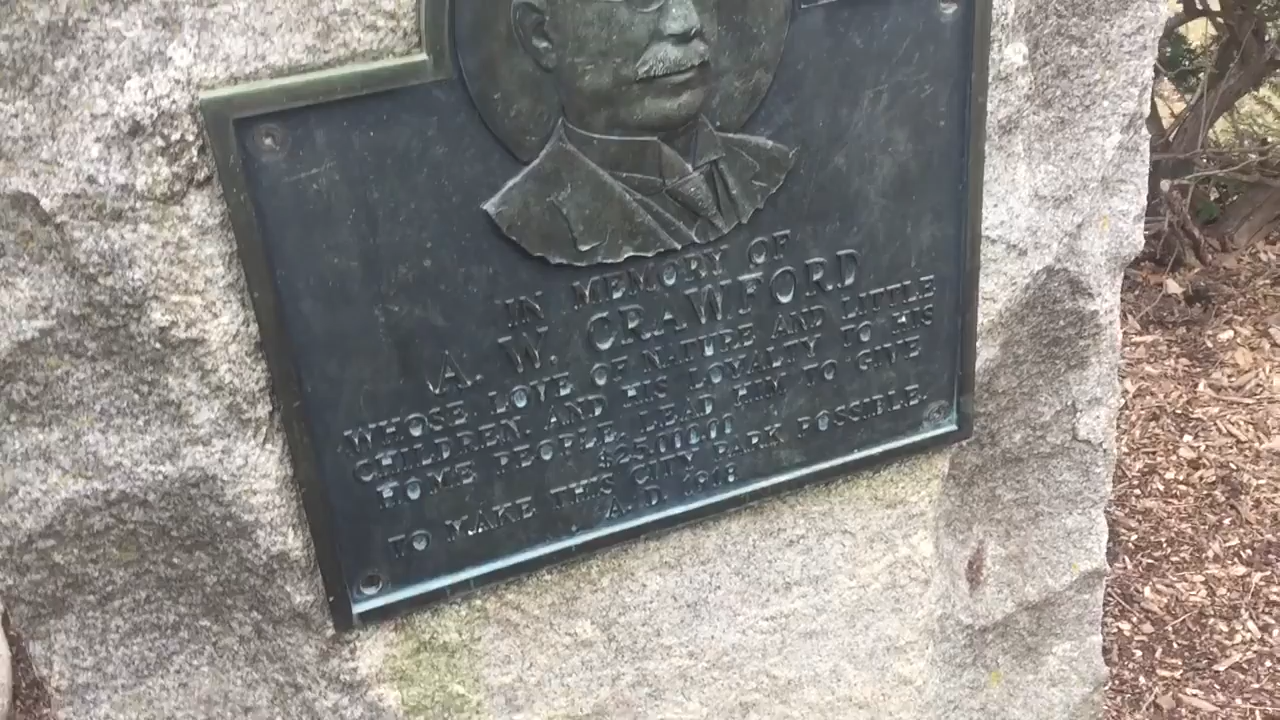 IN MEMORY OF
A. W. CRAWFORD
WHOSE LOVE OF NATURE AND LITTLE
CHILDREN, AND HIS LOYALTY TO HIS
HOME PEOPLE LEAD HIM TO GIVE
$25,000.00
TO MAKE THIS CITY PARK POSSIBLE.
A. D. 1918